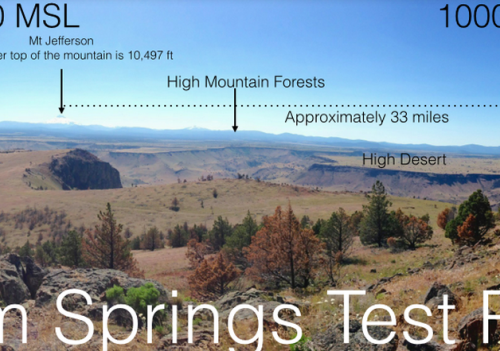 0 MSL
1000
Mt Jefferson
er top of the mountain is 10,497 ft
High Mountain Forests
Approximately 33 miles
High Desert
m Springs Test R